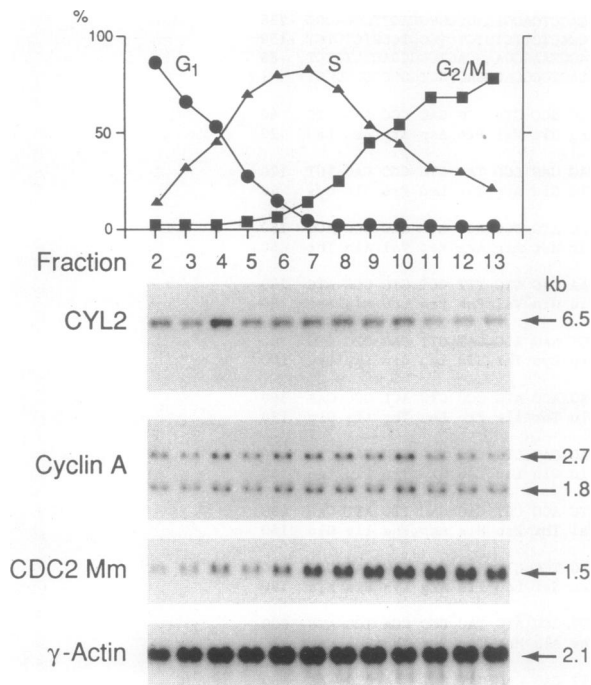 %
100
G1
S
G2/M
50
0
Fraction 2 3 4 5 6 7 8 9 10 11 12 13
kb
CYL2 6.5
Cyclin A
2.7
1.8
CDC2 Mm 1.5
γ-Actin 2.1